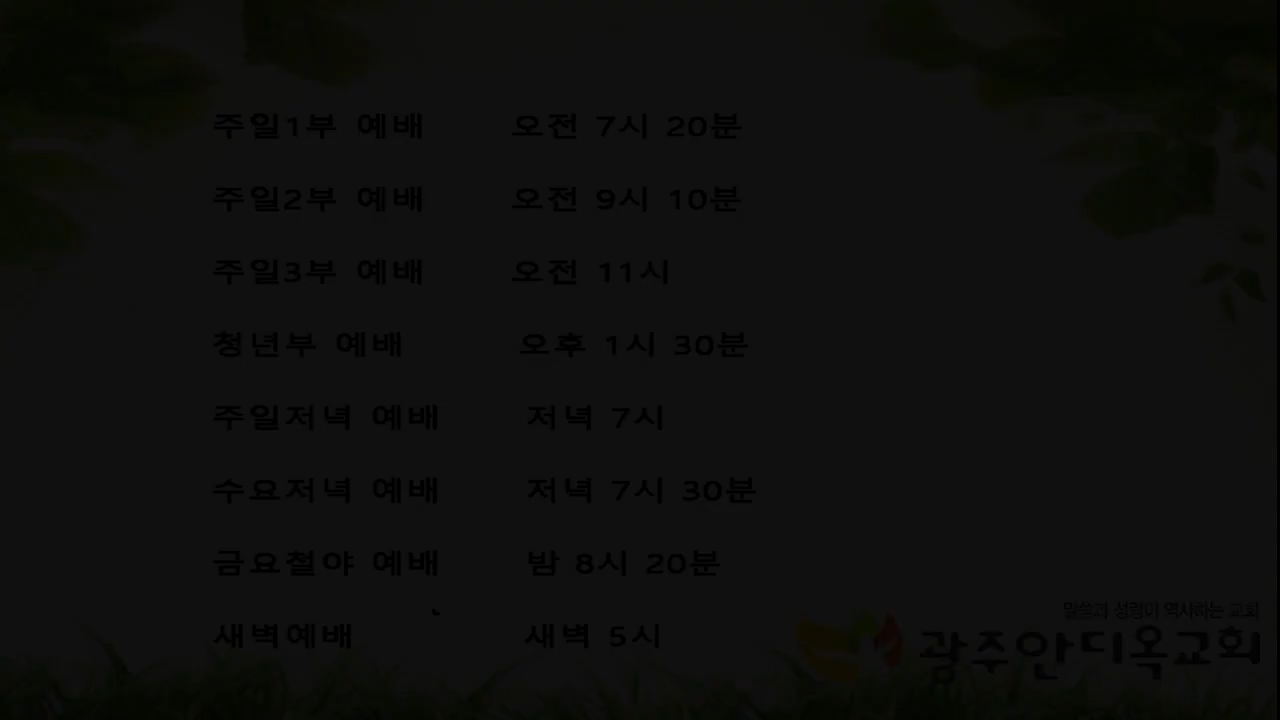 주일1부 예배 오전 7시 20분
주일2부 예배 오전 9시 10분
주일3부 예배 오전 11시
청년부 예배 오후 1시 30분
주일저녁 예배 저녁 7시
수요저녁 예배 저녁 7시 30분
금요철야 예배 밤 8시 20분
새벽예배 새벽 5시
말씀과 성령이 역사하는 교회
광주안디옥교회